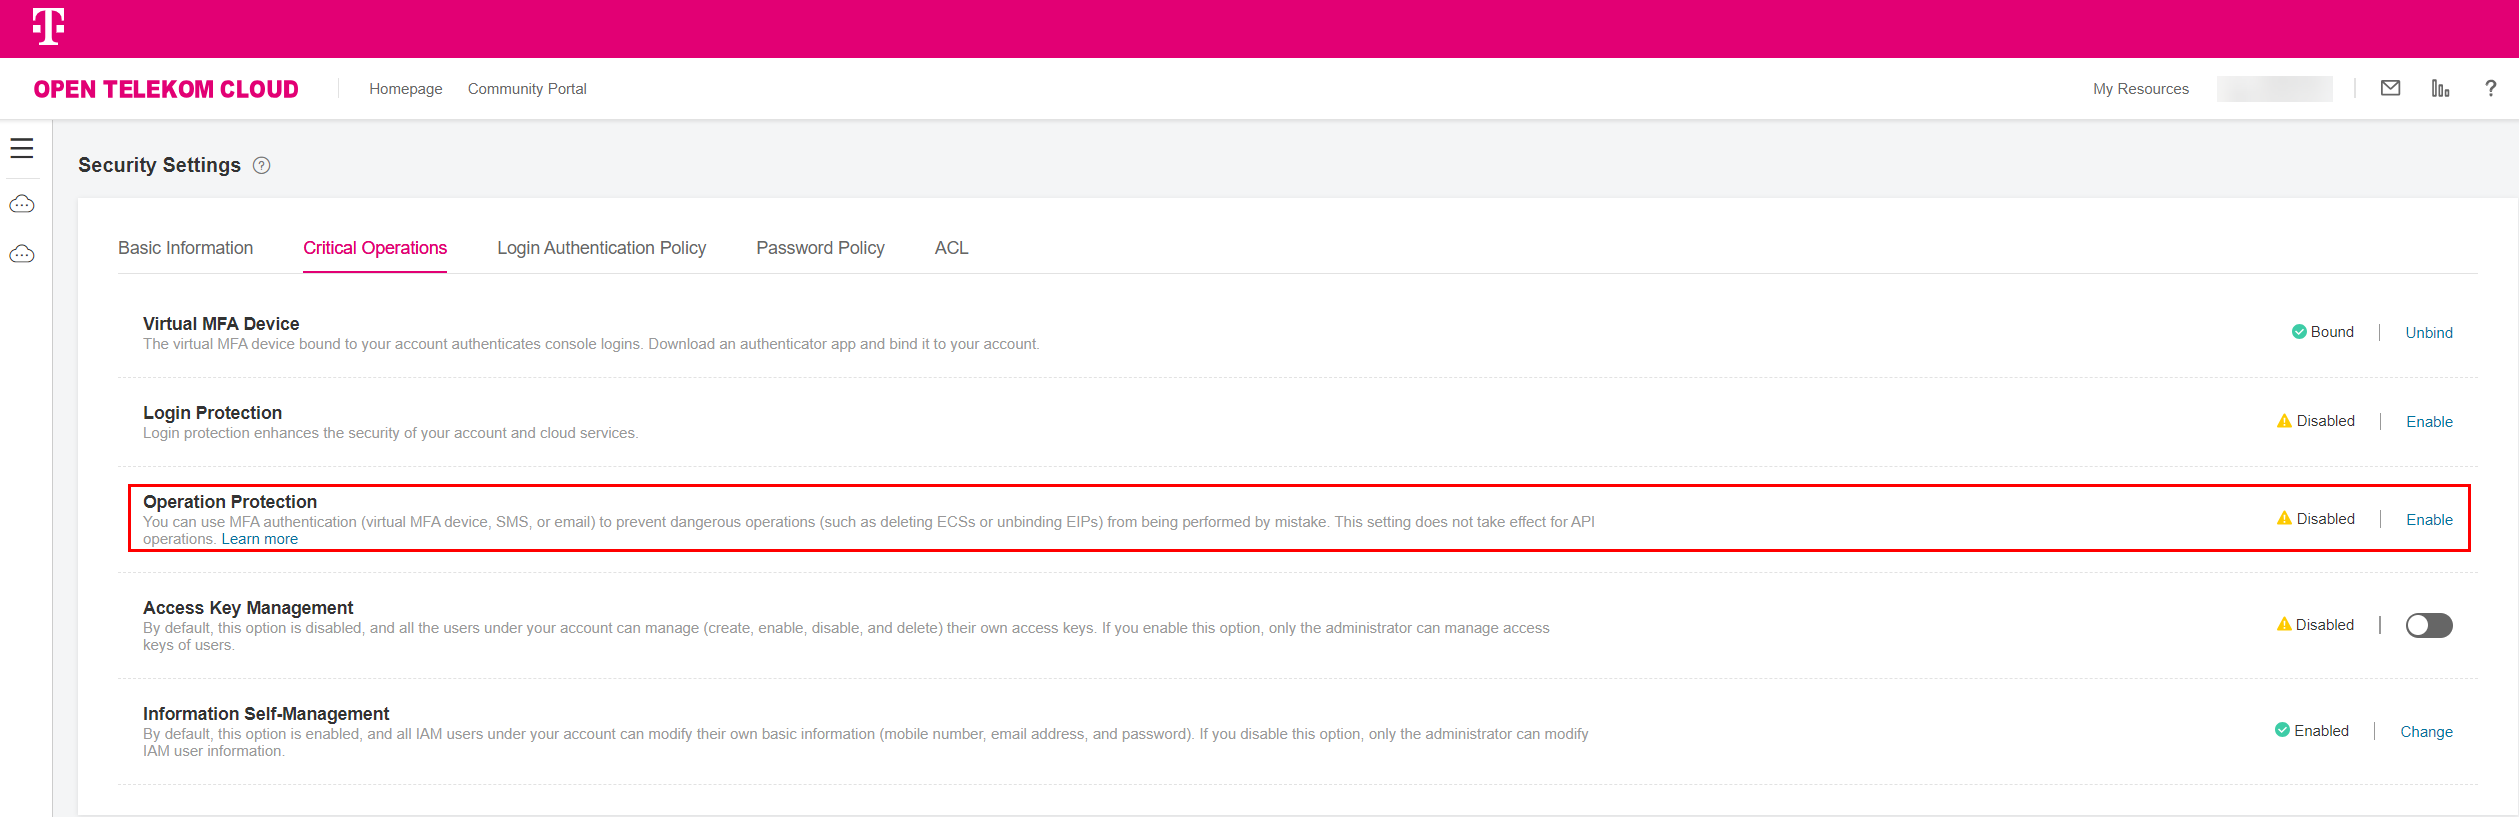 T
OPEN TELEKOM CLOUD
Homepage
Community Portal
My Resources
?
Security Settings ?
Basic Information
Critical Operations
Login Authentication Policy
Password Policy
ACL
Virtual MFA Device
The virtual MFA device bound to your account authenticates console logins. Download an authenticator app and bind it to your account.
Bound
Unbind
Login Protection
Login protection enhances the security of your account and cloud services.
Disabled
Enable
Operation Protection
You can use MFA authentication (virtual MFA device, SMS, or email) to prevent dangerous operations (such as deleting ECSs or unbinding EIPs) from being performed by mistake. This setting does not take effect for API
operations. Learn more
Disabled
Enable
Access Key Management
By default, this option is disabled, and all the users under your account can manage (create, enable, disable, and delete) their own access keys. If you enable this option, only the administrator can manage access
keys of users.
Disabled
Information Self-Management
By default, this option is enabled, and all IAM users under your account can modify their own basic information (mobile number, email address, and password). If you disable this option, only the administrator can modify
IAM user information.
Enabled
Change